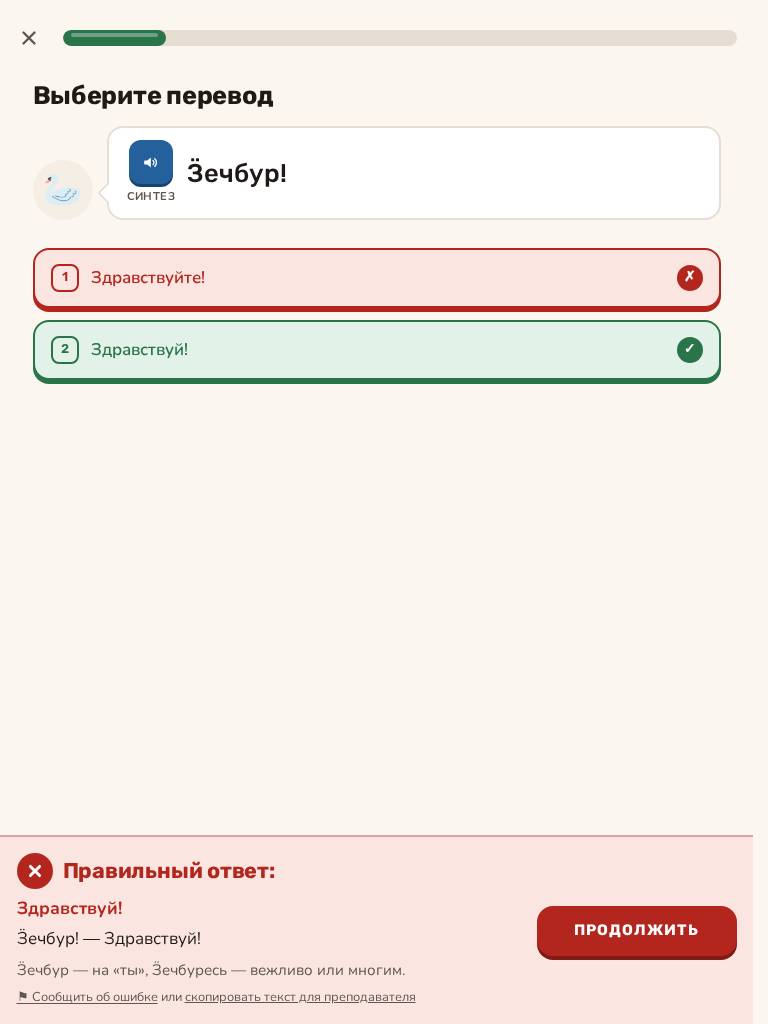 Выберите перевод
СИНТЕЗ
Ӟечбур!
1 Здравствуйте! ✗
2 Здравствуй! ✓
Правильный ответ:
Здравствуй!
Ӟечбур! — Здравствуй!
Ӟечбур — на «ты», Ӟечбуресь — вежливо или многим.
⚑ Сообщить об ошибке или скопировать текст для преподавателя
ПРОДОЛЖИТЬ